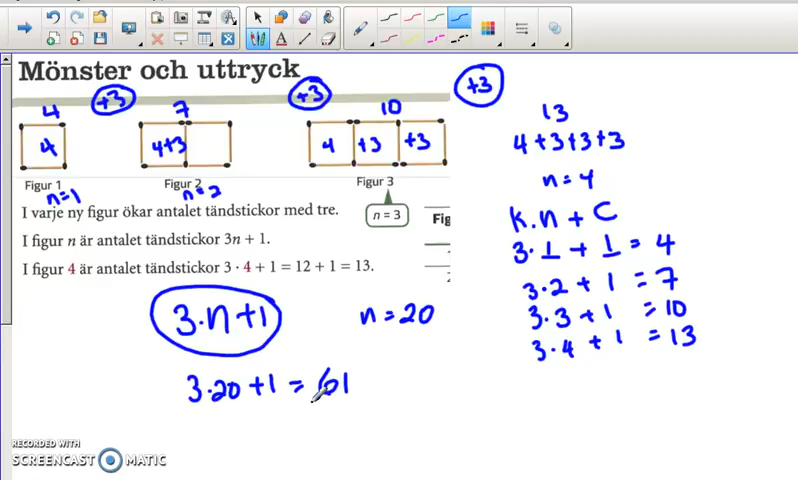 Mönster och uttryck
+3 +3 +3
4 7 10 13
4 4+3 4 +3 +3 4+3+3+3
Figur 1 Figur 2 Figur 3 n=4
n=1 n=2
n = 3
K.n + C
I varje ny figur ökar antalet tändstickor med tre. Fig
I figur n är antalet tändstickor 3n + 1. 3·1 + 1 = 4
I figur 4 är antalet tändstickor 3 · 4 + 1 = 12 + 1 = 13. 3·2 + 1 = 7
3·n+1 n=20 3·3 + 1 = 10
3·4 + 1 = 13
3·20+1 = 61
RECORDED WITH
SCREENCAST MATIC